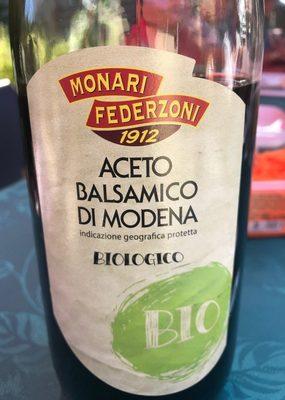 MONARI
FEDERZONI
1912
ACETO
BALSAMICO
DI MODENA
indicazione geografica protetta
BIOLOGICO
BIO